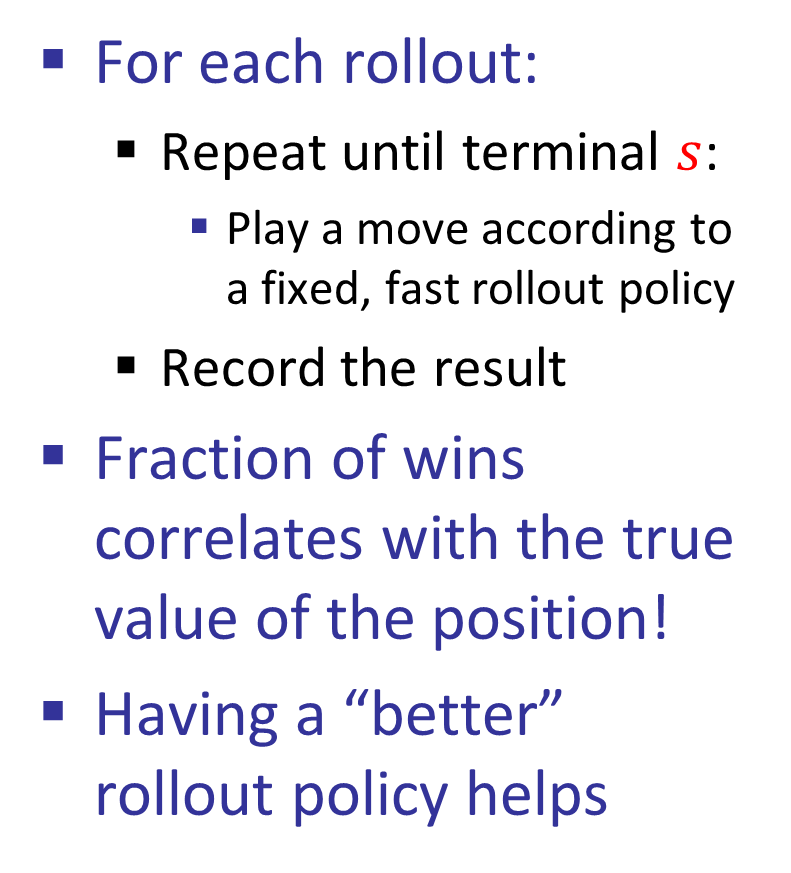 ▪ For each rollout:
▪ Repeat until terminal s:
▪ Play a move according to
a fixed, fast rollout policy
▪ Record the result
▪ Fraction of wins
correlates with the true
value of the position!
▪ Having a “better”
rollout policy helps